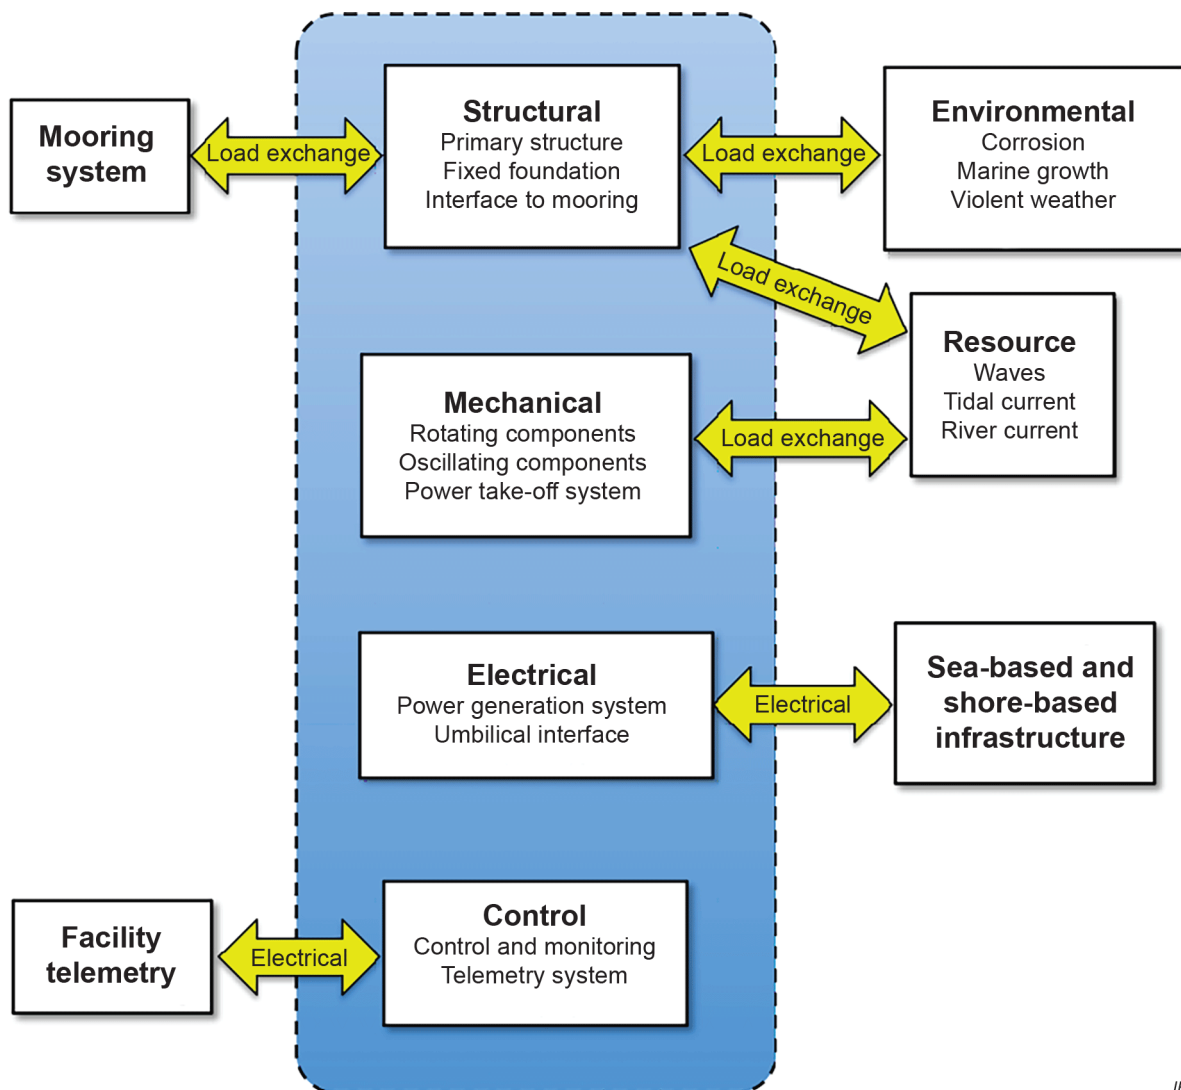 Mooring
system
Load exchange
Structural
Primary structure
Fixed foundation
Interface to mooring
Load exchange
Environmental
Corrosion
Marine growth
Violent weather
Load exchange
Resource
Waves
Tidal current
River current
Mechanical
Rotating components
Oscillating components
Power take-off system
Load exchange
Electrical
Power generation system
Umbilical interface
Electrical
Sea-based and
shore-based
infrastructure
Facility
telemetry
Electrical
Control
Control and monitoring
Telemetry system